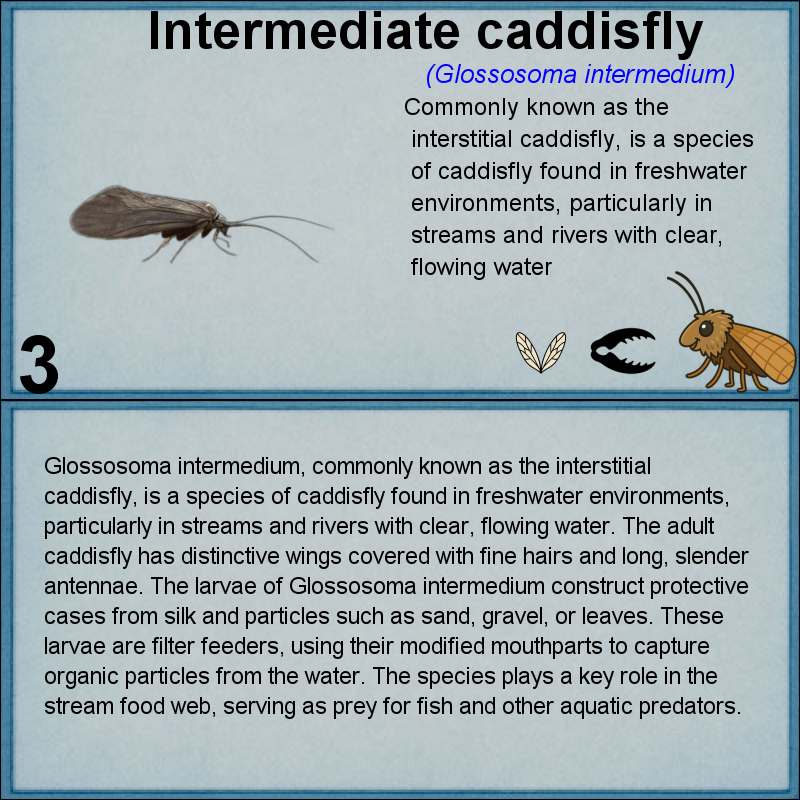 Intermediate caddisfly
(Glossosoma intermedium)
Commonly known as the
interstitial caddisfly, is a species
of caddisfly found in freshwater
environments, particularly in
streams and rivers with clear,
flowing water
3
Glossosoma intermedium, commonly known as the interstitial
caddisfly, is a species of caddisfly found in freshwater environments,
particularly in streams and rivers with clear, flowing water. The adult
caddisfly has distinctive wings covered with fine hairs and long, slender
antennae. The larvae of Glossosoma intermedium construct protective
cases from silk and particles such as sand, gravel, or leaves. These
larvae are filter feeders, using their modified mouthparts to capture
organic particles from the water. The species plays a key role in the
stream food web, serving as prey for fish and other aquatic predators.